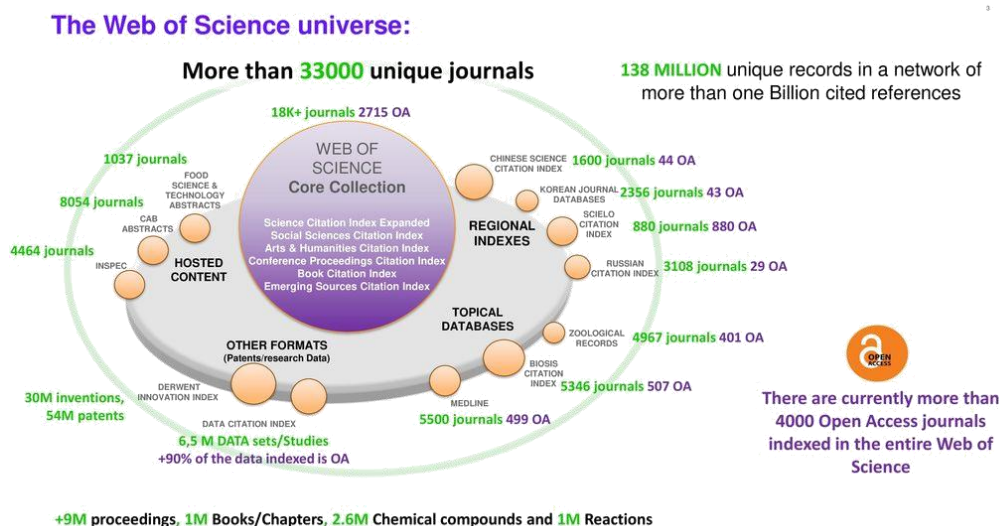 3
The Web of Science universe:
More than 33000 unique journals
138 MILLION unique records in a network of
more than one Billion cited references
18K+ journals 2715 OA
WEB OF
SCIENCE
Core Collection
Science Citation Index Expanded
Social Sciences Citation Index
Arts & Humanities Citation Index
Conference Proceedings Citation Index
Book Citation Index
Emerging Sources Citation Index
1037 journals
FOOD
SCIENCE &
TECHNOLOGY
ABSTRACTS
8054 journals
CAB
ABSTRACTS
4464 journals
INSPEC
HOSTED
CONTENT
CHINESE SCIENCE
CITATION INDEX
1600 journals 44 OA
KOREAN JOURNAL
DATABASES
2356 journals 43 OA
REGIONAL
INDEXES
SCIELO
CITATION
INDEX
880 journals 880 OA
RUSSIAN
CITATION INDEX
3108 journals 29 OA
TOPICAL
DATABASES
ZOOLOGICAL
RECORDS
4967 journals 401 OA
BIOSIS
CITATION
INDEX
5346 journals 507 OA
MEDLINE
5500 journals 499 OA
OTHER FORMATS
(Patents/research Data)
DERWENT
INNOVATION INDEX
30M inventions,
54M patents
DATA CITATION INDEX
6,5 M DATA sets/Studies
+90% of the data indexed is OA
OPEN
ACCESS
There are currently more than
4000 Open Access journals
indexed in the entire Web of
Science
+9M proceedings, 1M Books/Chapters, 2.6M Chemical compounds and 1M Reactions